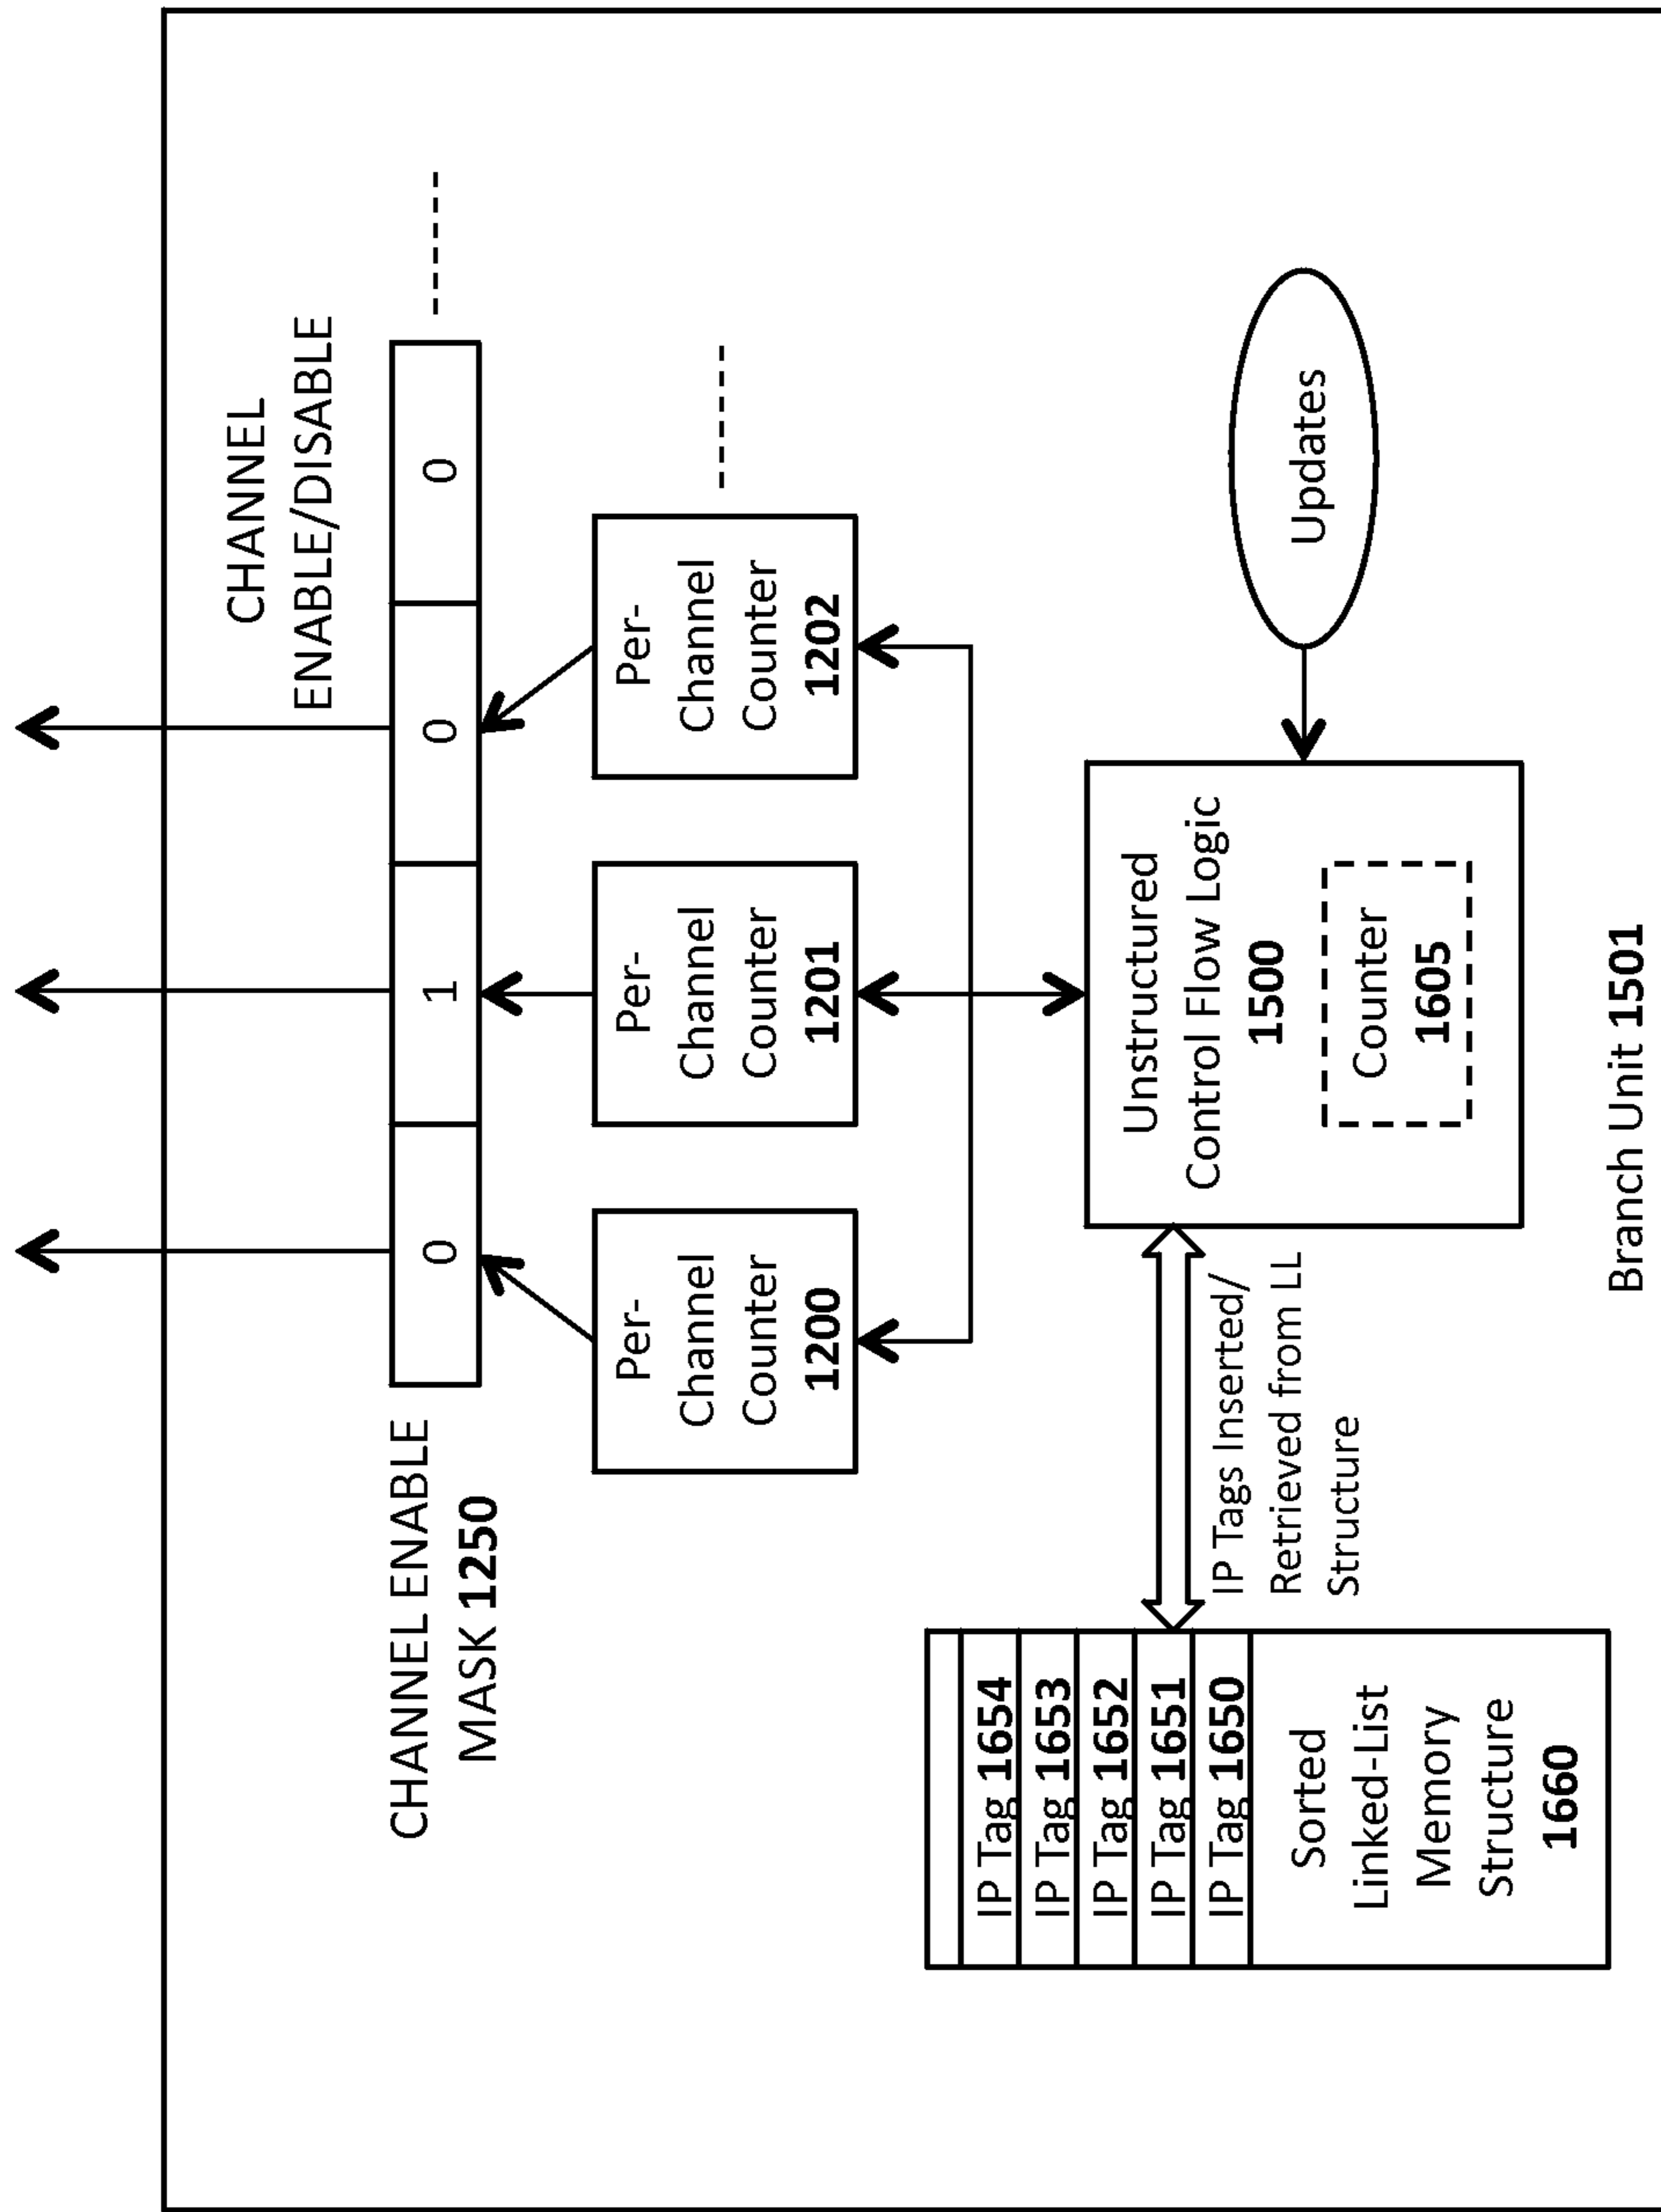 CHANNEL
ENABLE/DISABLE
CHANNEL ENABLE
MASK 1250
0
1
0
0
Per-
Channel
Counter
1200
Per-
Channel
Counter
1201
Per-
Channel
Counter
1202
IP Tag 1654
IP Tag 1653
IP Tag 1652
IP Tag 1651
IP Tag 1650
Sorted
Linked-List
Memory
Structure
1660
IP Tags Inserted/
Retrieved from LL
Structure
Unstructured
Control Flow Logic
1500
Counter
1605
Updates
Branch Unit 1501